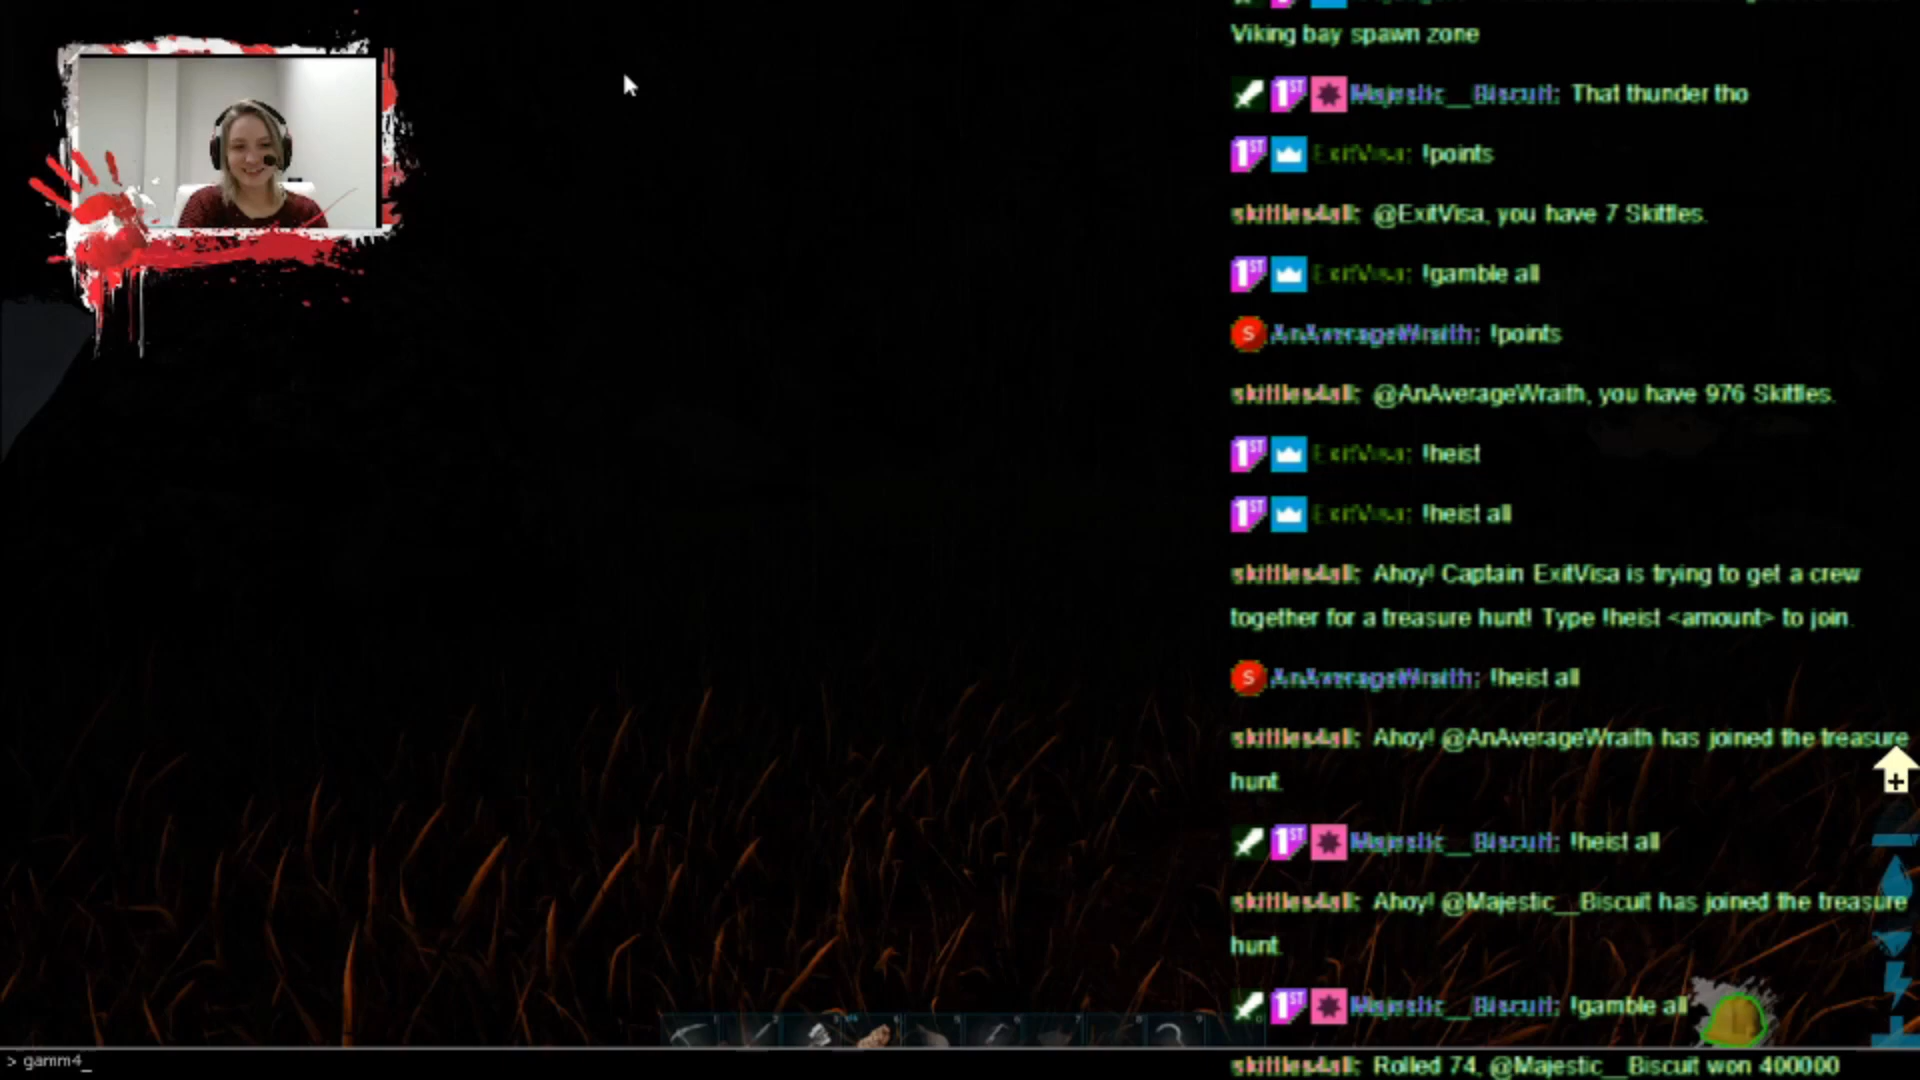 Viking bay spawn zone
Majestic__Biscuit: That thunder tho
ExitVisa: !points
skittles4all: @ExitVisa, you have 7 Skittles.
ExitVisa: !gamble all
AnAverageWraith: !points
skittles4all: @AnAverageWraith, you have 976 Skittles.
ExitVisa: !heist
ExitVisa: !heist all
skittles4all: Ahoy! Captain ExitVisa is trying to get a crew
together for a treasure hunt! Type !heist <amount> to join.
AnAverageWraith: !heist all
skittles4all: Ahoy! @AnAverageWraith has joined the treasure
hunt.
Majestic__Biscuit: !heist all
skittles4all: Ahoy! @Majestic__Biscuit has joined the treasure
hunt.
Majestic__Biscuit: !gamble all
skittles4all: Rolled 74, @Majestic__Biscuit won 400000
> gamm4_